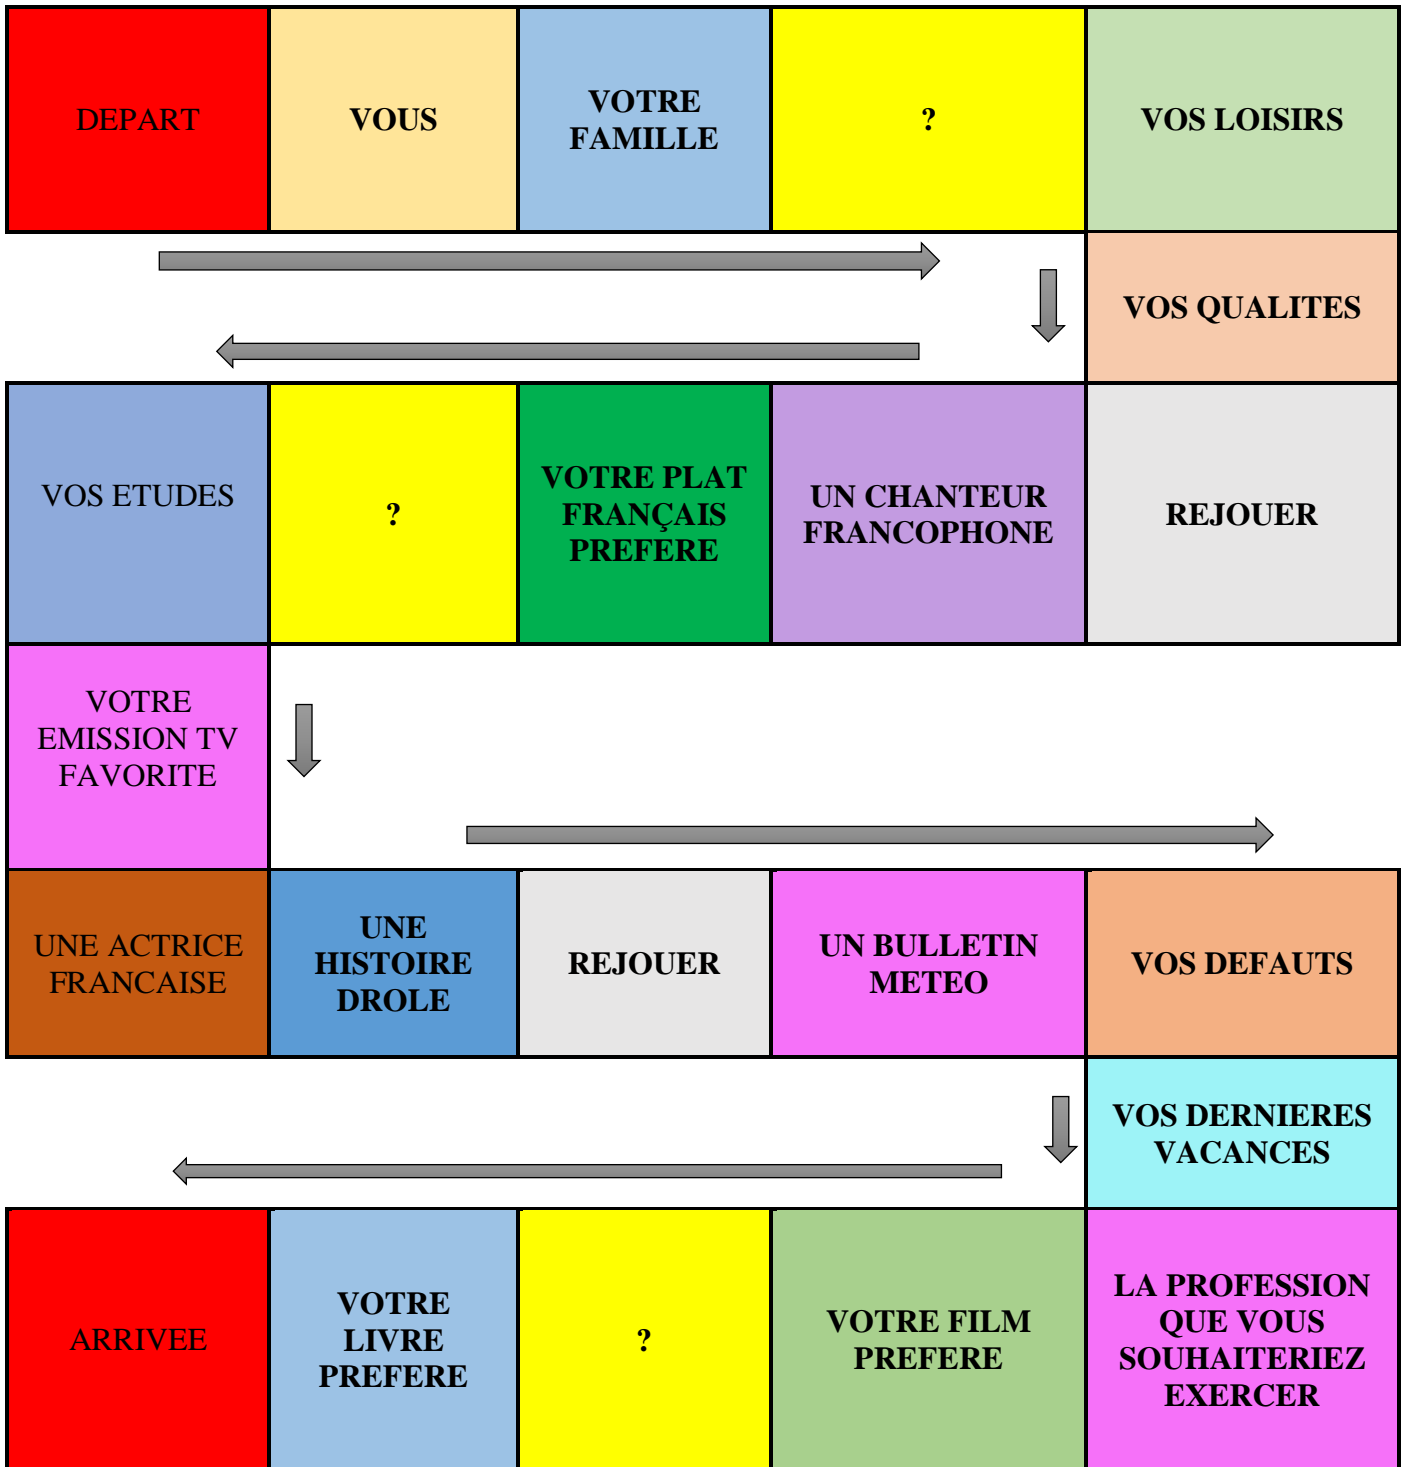 DEPART
VOUS
VOTRE
FAMILLE
?
VOS LOISIRS
VOS QUALITES
VOS ETUDES
?
VOTRE PLAT
FRANÇAIS
PREFERE
UN CHANTEUR
FRANCOPHONE
REJOUER
VOTRE
EMISSION TV
FAVORITE
UNE ACTRICE
FRANCAISE
UNE
HISTOIRE
DROLE
REJOUER
UN BULLETIN
METEO
VOS DEFAUTS
VOS DERNIERES
VACANCES
ARRIVEE
VOTRE
LIVRE
PREFERE
?
VOTRE FILM
PREFERE
LA PROFESSION
QUE VOUS
SOUHAITERIEZ
EXERCER